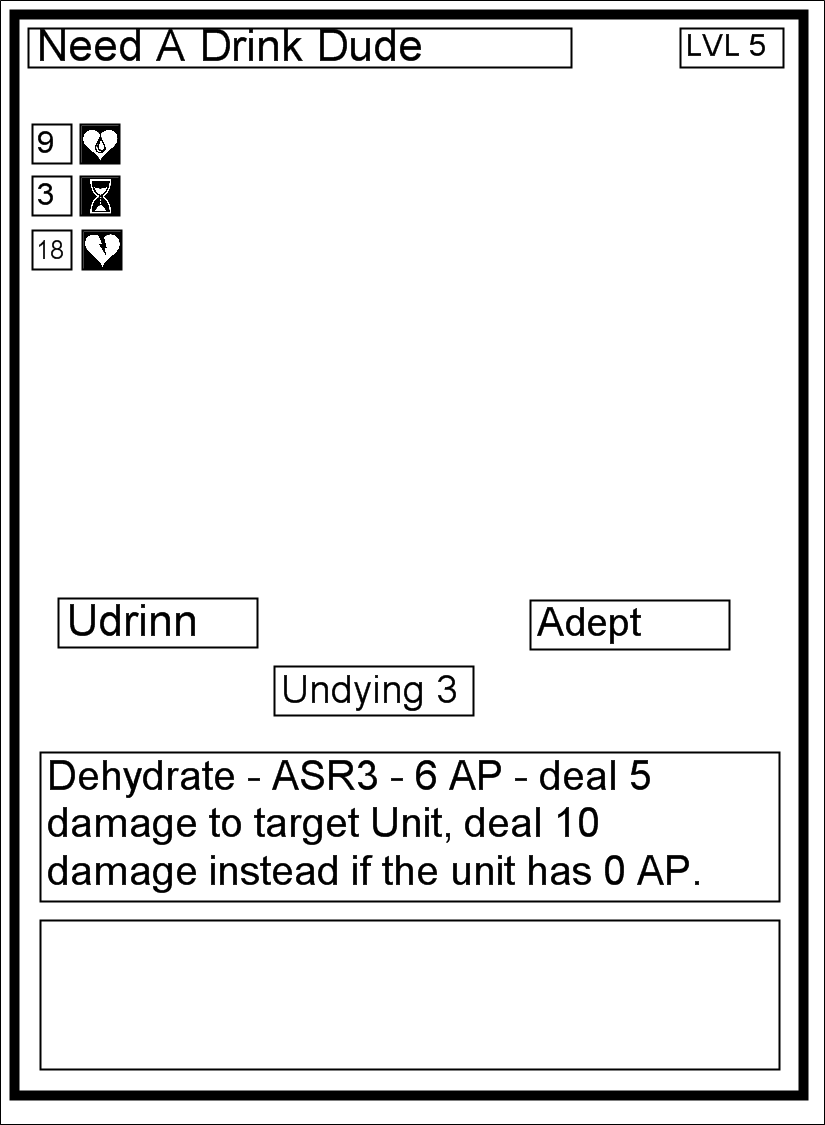 Need A Drink Dude
LVL 5
9
3
18
Udrinn
Adept
Undying 3
Dehydrate - ASR3 - 6 AP - deal 5
damage to target Unit, deal 10
damage instead if the unit has 0 AP.